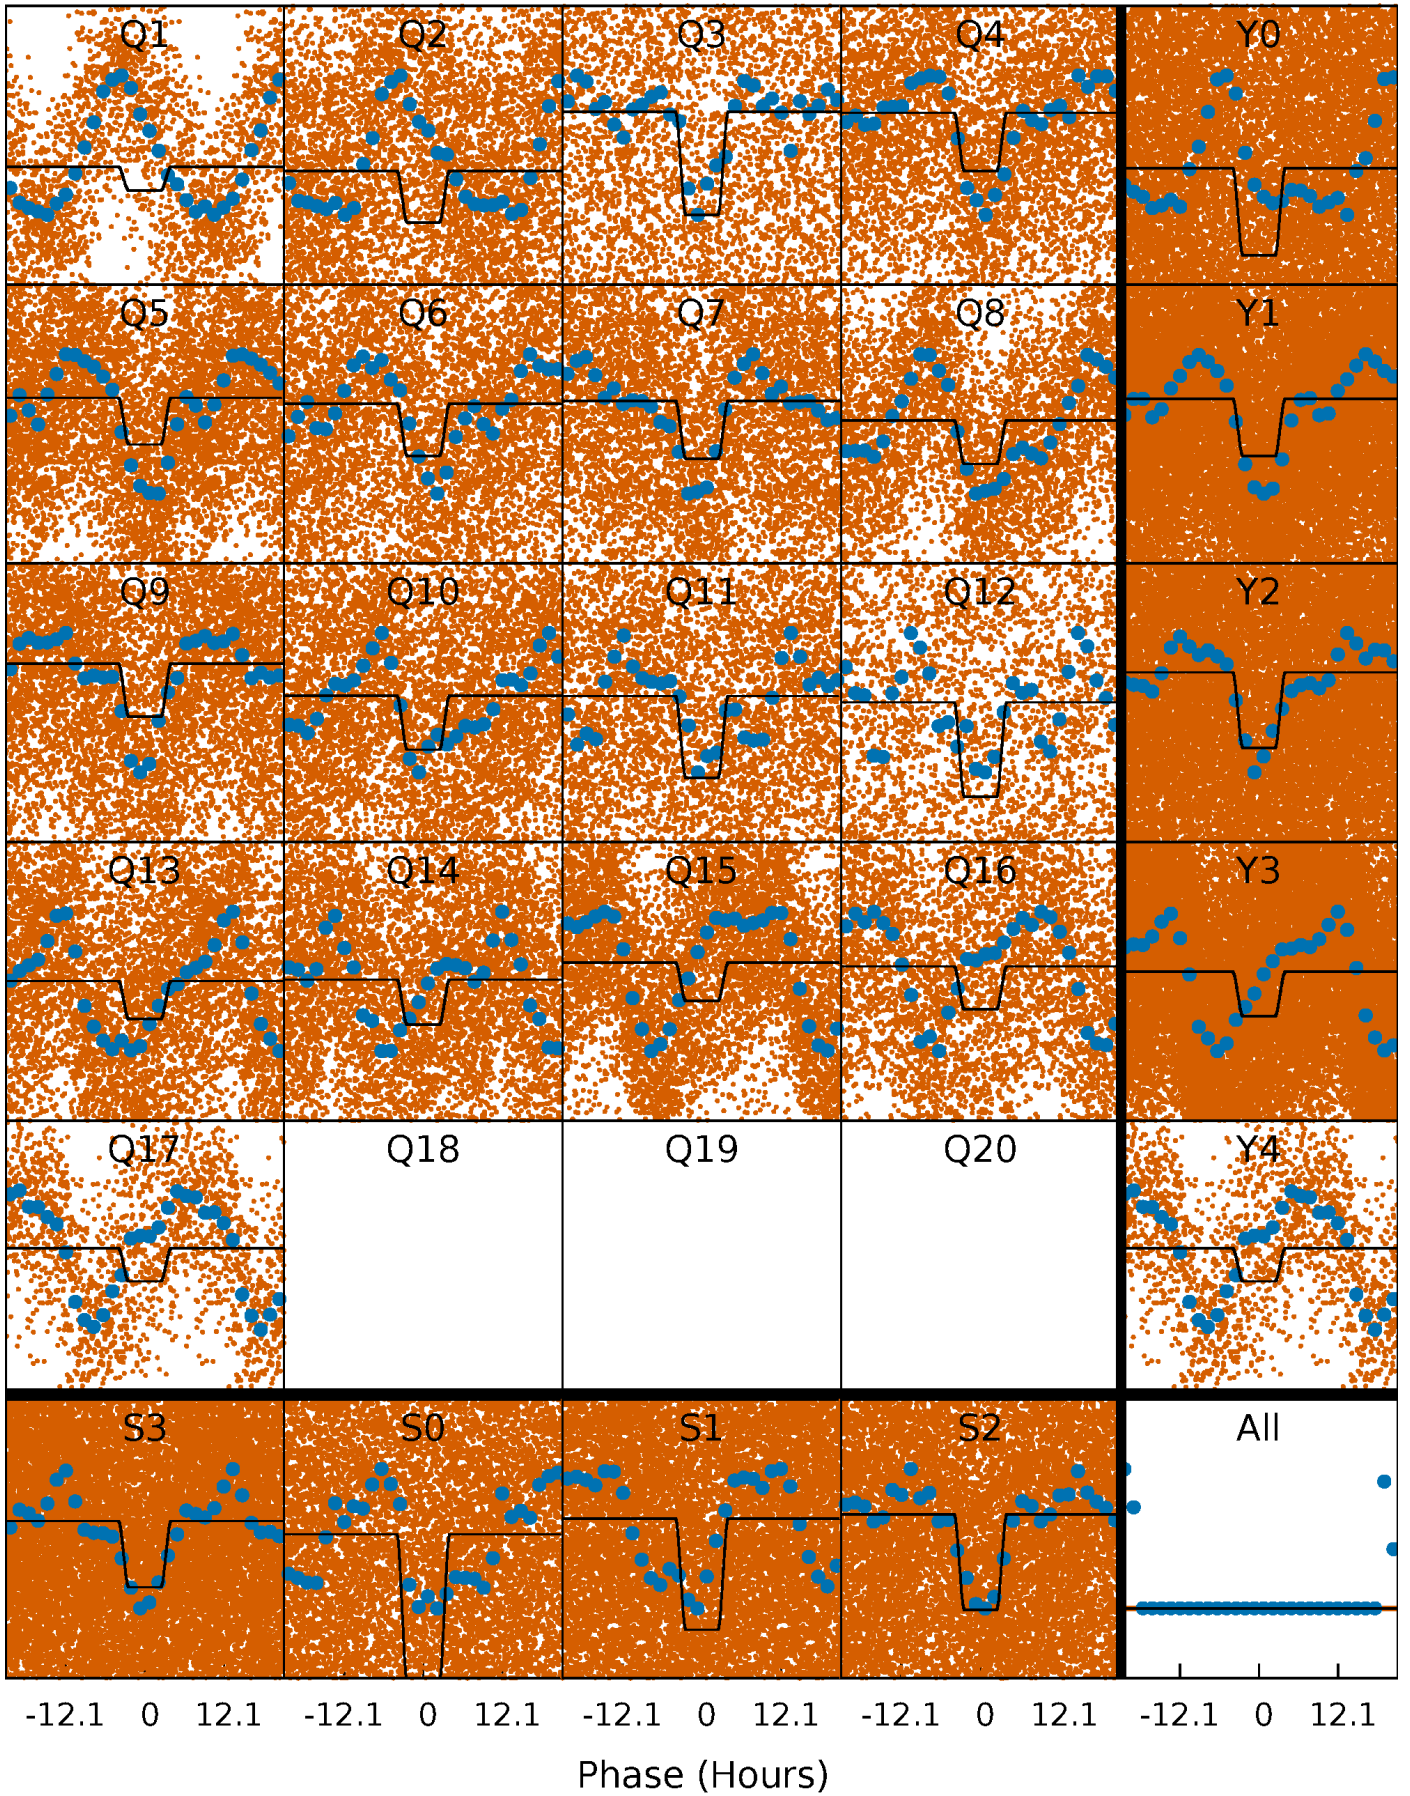 Q1 Q2 Q3 Q4 Y0
Q5 Q6 Q7 Q8 Y1
Q9 Q10 Q11 Q12 Y2
Q13 Q14 Q15 Q16 Y3
Q17 Q18 Q19 Q20 Y4
S3 S0 S1 S2 All
-12.1 0 12.1 -12.1 0 12.1 -12.1 0 12.1 -12.1 0 12.1 -12.1 0 12.1
Phase (Hours)